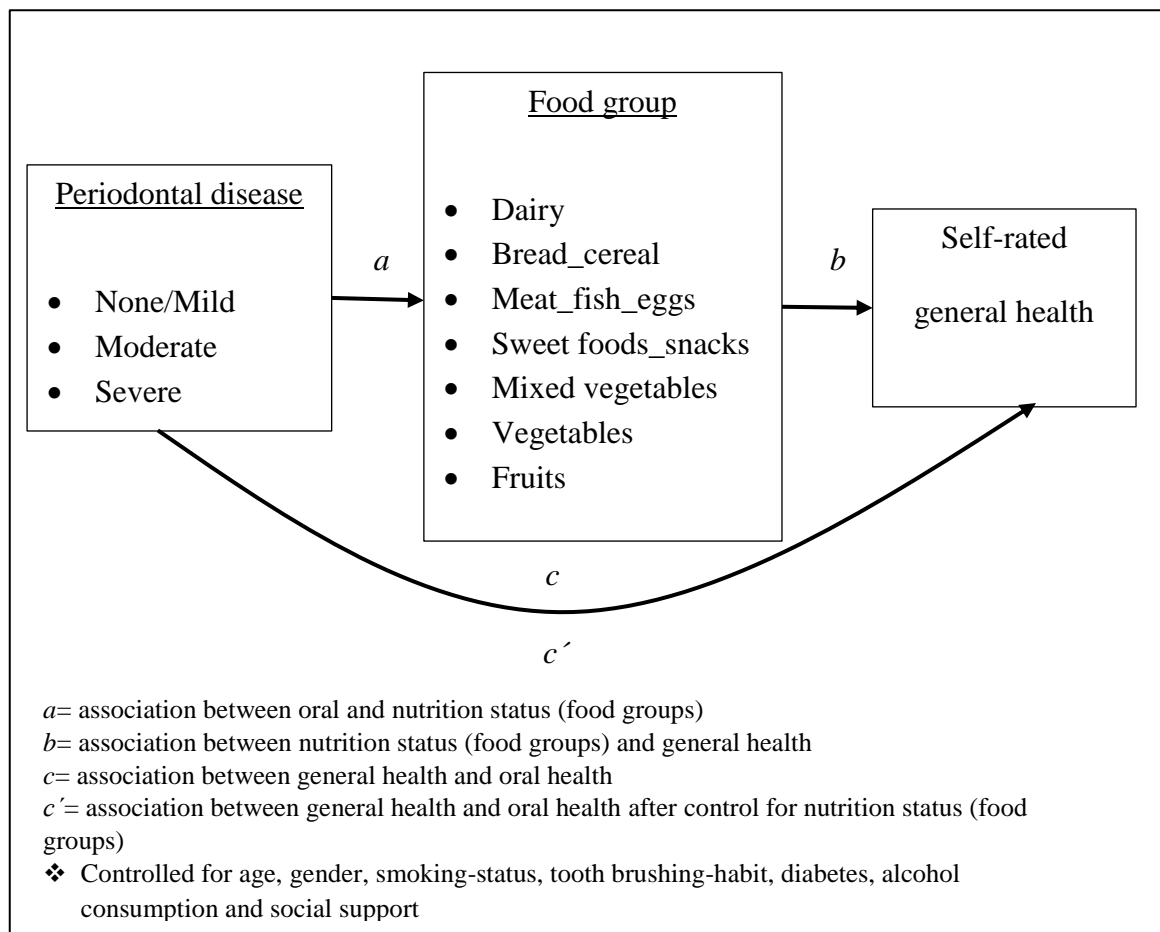 Food group
• Dairy
• Bread_cereal
• Meat_fish_eggs
• Sweet foods_snacks
• Mixed vegetables
• Vegetables
• Fruits
Periodontal disease
• None/Mild
• Moderate
• Severe
a
b
Self-rated
general health
c
c´
a= association between oral and nutrition status (food groups)
b= association between nutrition status (food groups) and general health
c= association between general health and oral health
c´= association between general health and oral health after control for nutrition status (food
groups)
❖ Controlled for age, gender, smoking-status, tooth brushing-habit, diabetes, alcohol
consumption and social support